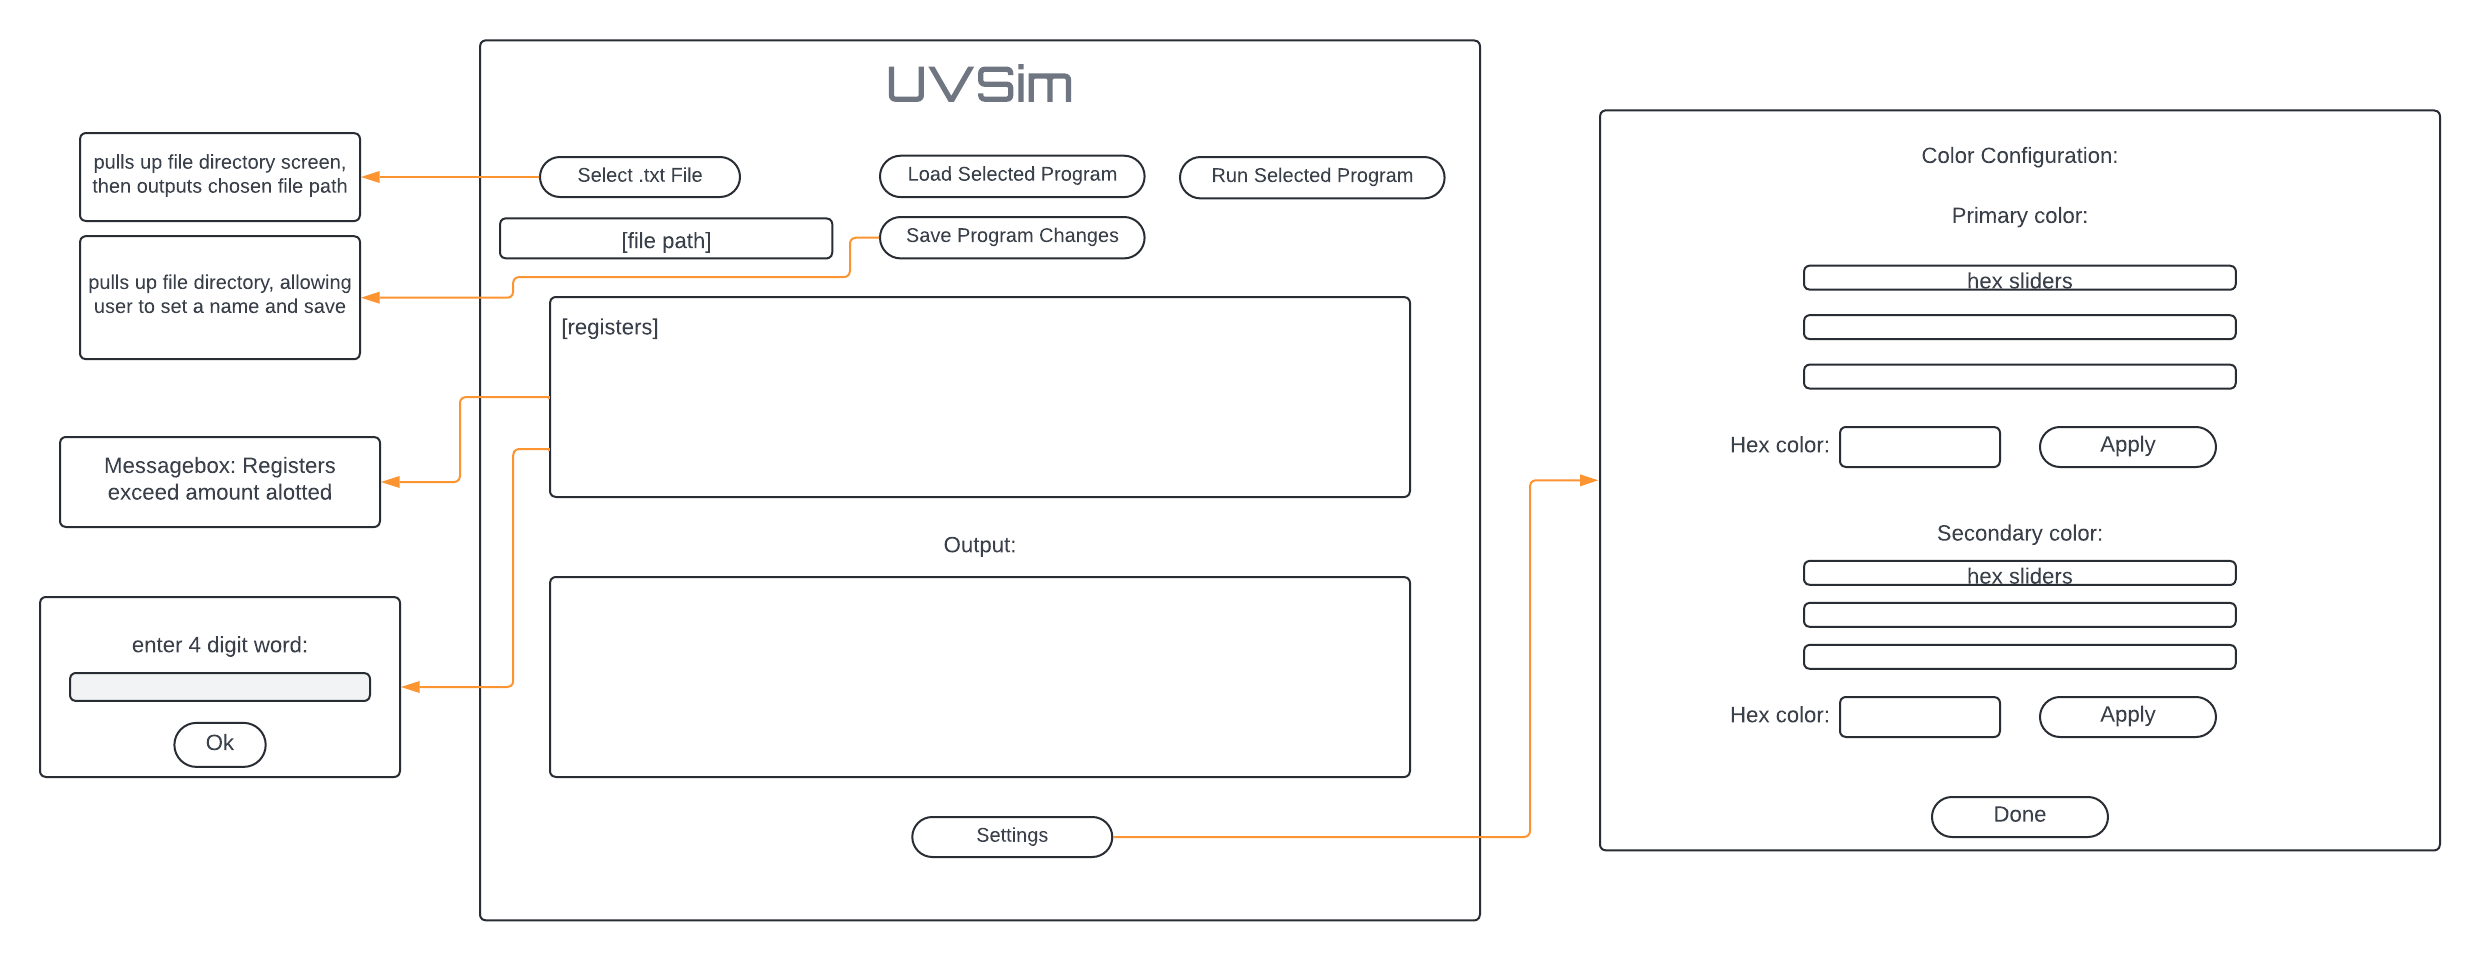 UVSim
pulls up file directory screen,
then outputs chosen file path
Select .txt File
Load Selected Program
Run Selected Program
[file path]
Save Program Changes
pulls up file directory, allowing
user to set a name and save
[registers]
Messagebox: Registers
exceed amount alotted
Output:
enter 4 digit word:
Ok
Settings
Color Configuration:
Primary color:
hex sliders
Hex color:
Apply
Secondary color:
hex sliders
Hex color:
Apply
Done